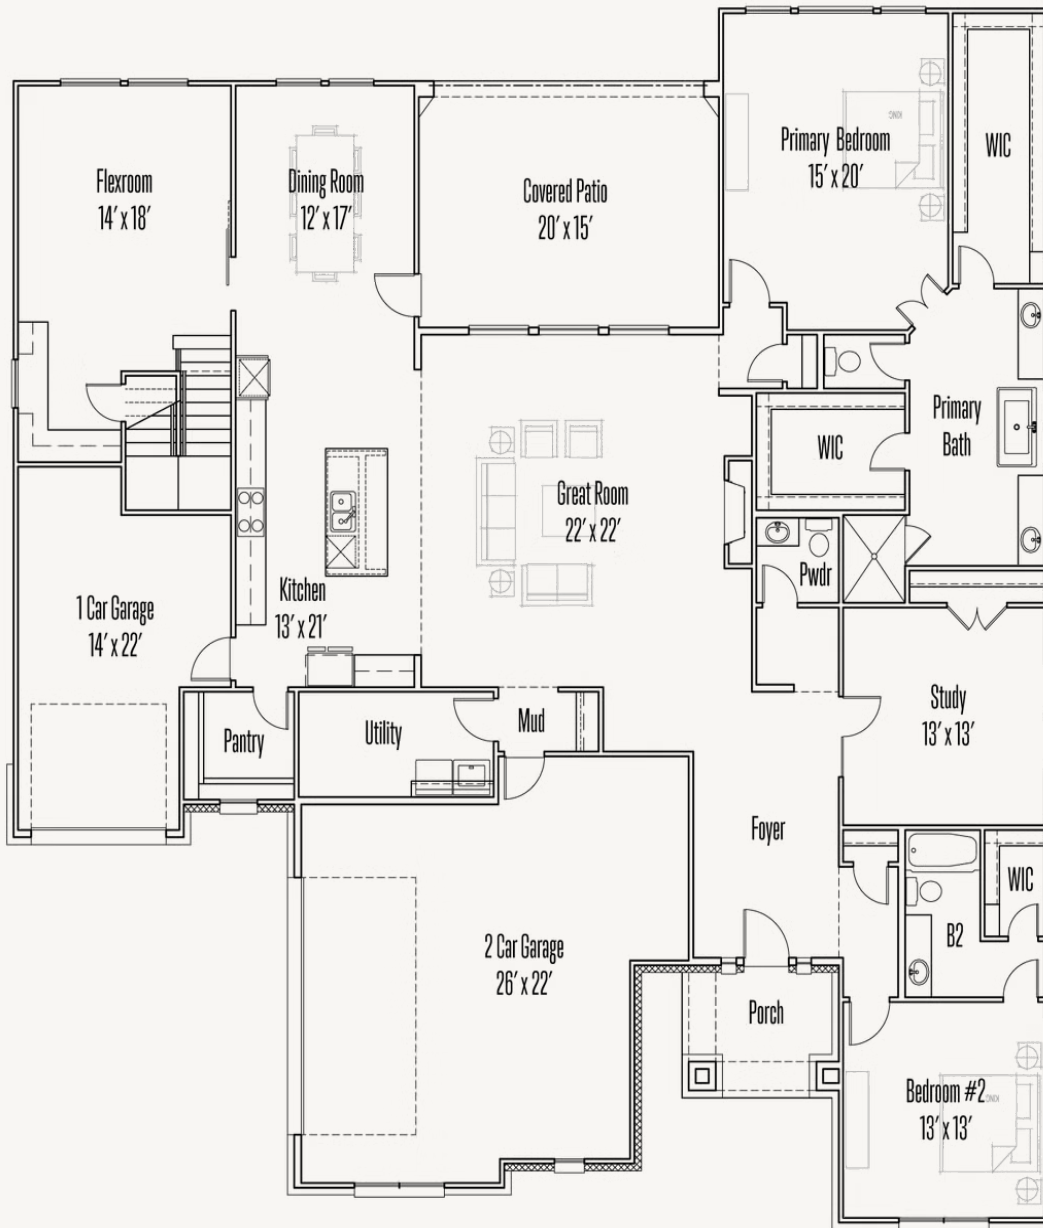 Flexroom
14' x 18'
Dining Room
12' x 17'
Covered Patio
20' x 15'
Primary Bedroom
15' x 20'
KING
WIC
Primary
Bath
WIC
Great Room
22' x 22'
Kitchen
13' x 21'
1 Car Garage
14' x 22'
Pwdr
Study
13' x 13'
Pantry
Utility
Mud
Foyer
WIC
B2
2 Car Garage
26' x 22'
Porch
Bedroom #2
13' x 13'
KING